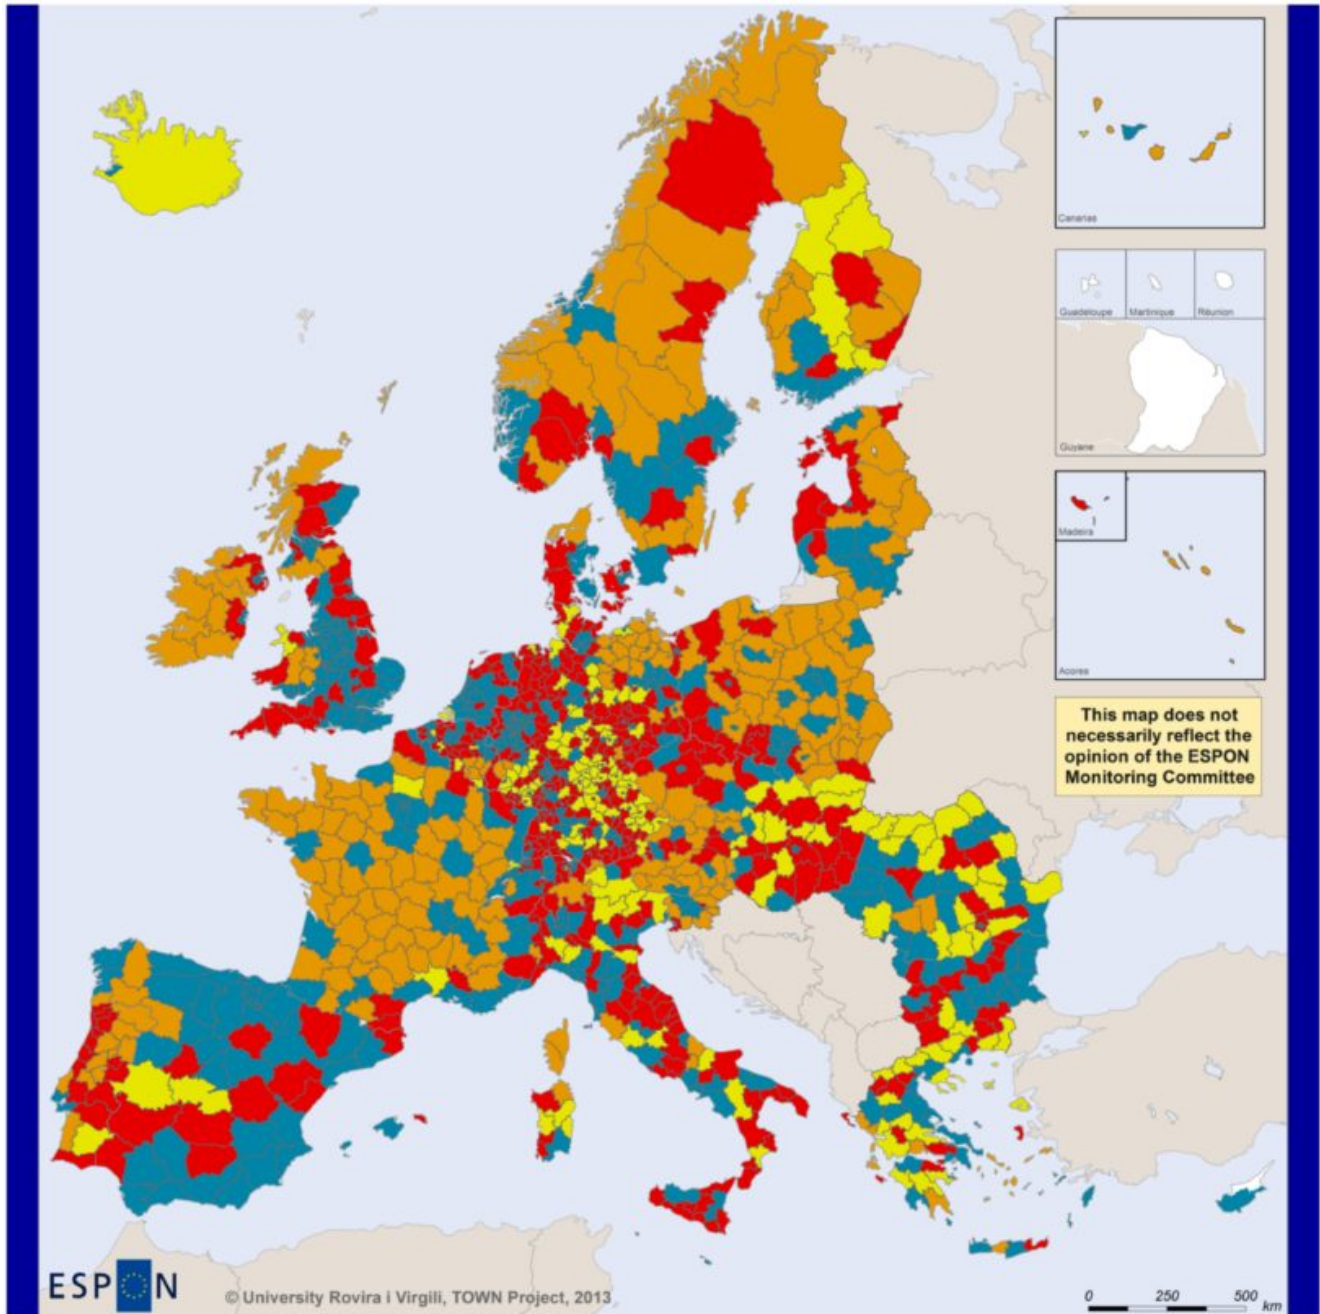 Canarias
Guadeloupe
Martinique
Réunion
Guyane
Madeira
Acores
This map does not
necessarily reflect the
opinion of the ESPON
Monitoring Committee
ESPON
© University Rovira i Virgili, TOWN Project, 2013
0 250 500
km